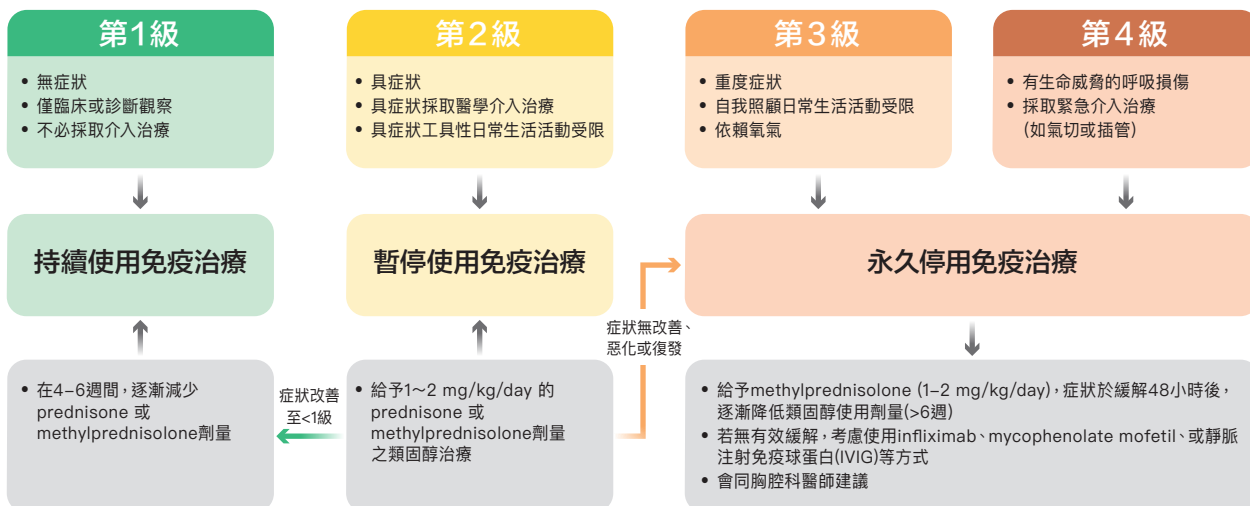 第1級
• 無症狀
• 僅臨床或診斷觀察
• 不必採取介入治療
第2級
• 具症狀
• 具症狀採取醫學介入治療
• 具症狀工具性日常生活活動受限
第3級
• 重度症狀
• 自我照顧日常生活活動受限
• 依賴氧氣
第4級
• 有生命威脅的呼吸損傷
• 採取緊急介入治療
(如氣切或插管)
持續使用免疫治療
暫停使用免疫治療
永久停用免疫治療
症狀無改善、
惡化或復發
• 在4–6週間,逐漸減少
prednisone 或
methylprednisolone劑量
症狀改善
至<1級
• 給予1~2 mg/kg/day 的
prednisone 或
methylprednisolone劑量
之類固醇治療
• 給予methylprednisolone (1–2 mg/kg/day),症狀於緩解48小時後,
逐漸降低類固醇使用劑量(>6週)
• 若無有效緩解,考慮使用infliximab、mycophenolate mofetil、或靜脈
注射免疫球蛋白(IVIG)等方式
• 會同胸腔科醫師建議